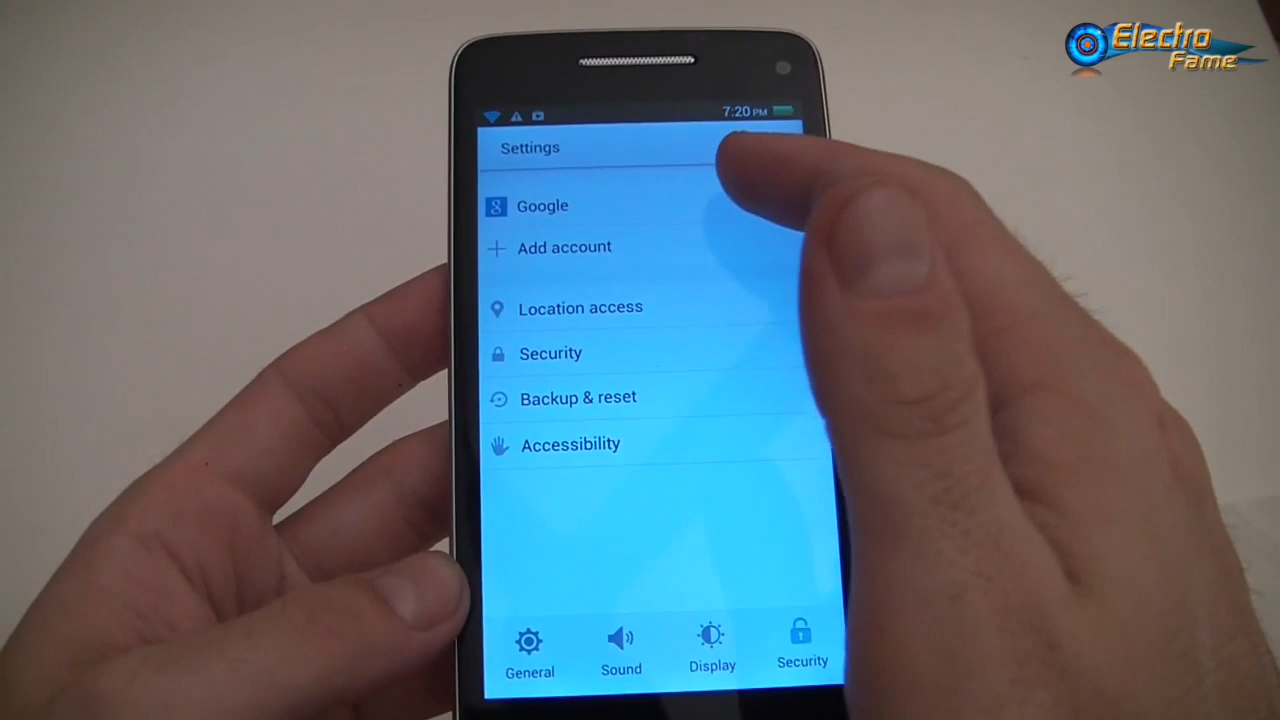 Electro
Fame
7:20 PM
Settings
8 Google
Add account
Location access
Security
Backup & reset
Accessibility
General
Sound
Display
Security